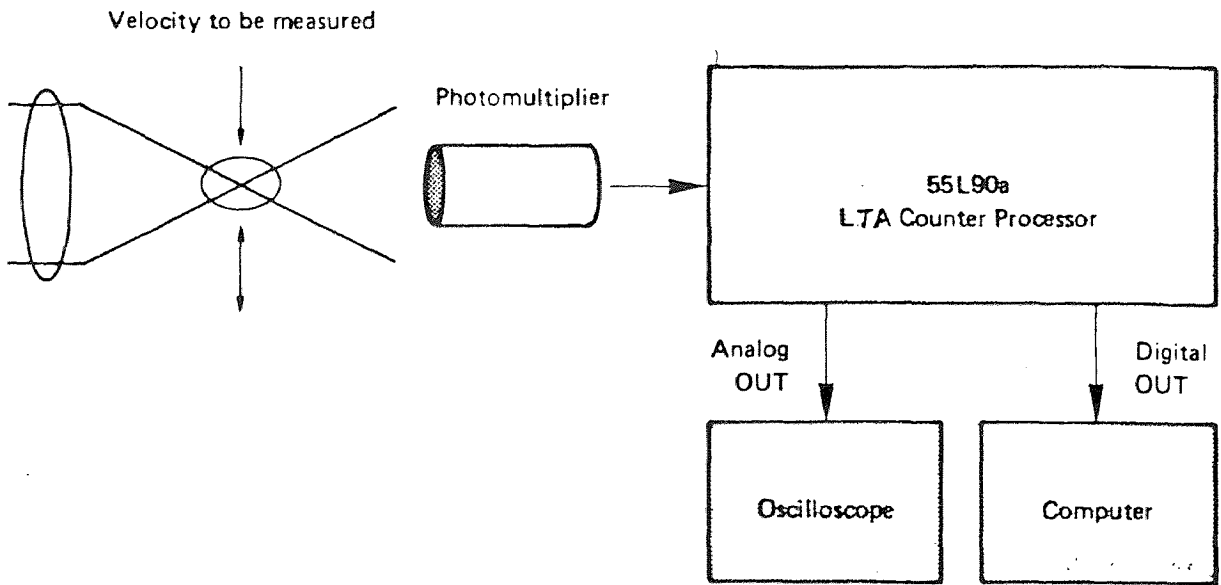 Velocity to be measured
Photomultiplier
55L90a
LTA Counter Processor
Analog
OUT
Digital
OUT
Oscilloscope
Computer